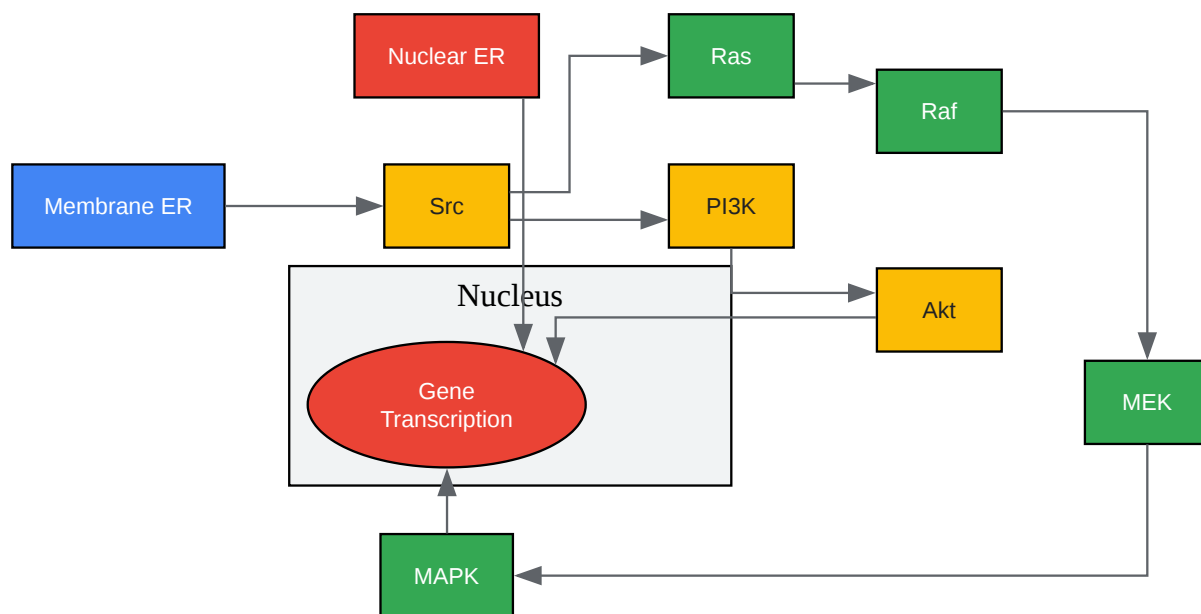 Nuclear ER
Ras
Raf
Membrane ER
Src
PI3K
Nucleus
Akt
Gene
Transcription
MEK
MAPK